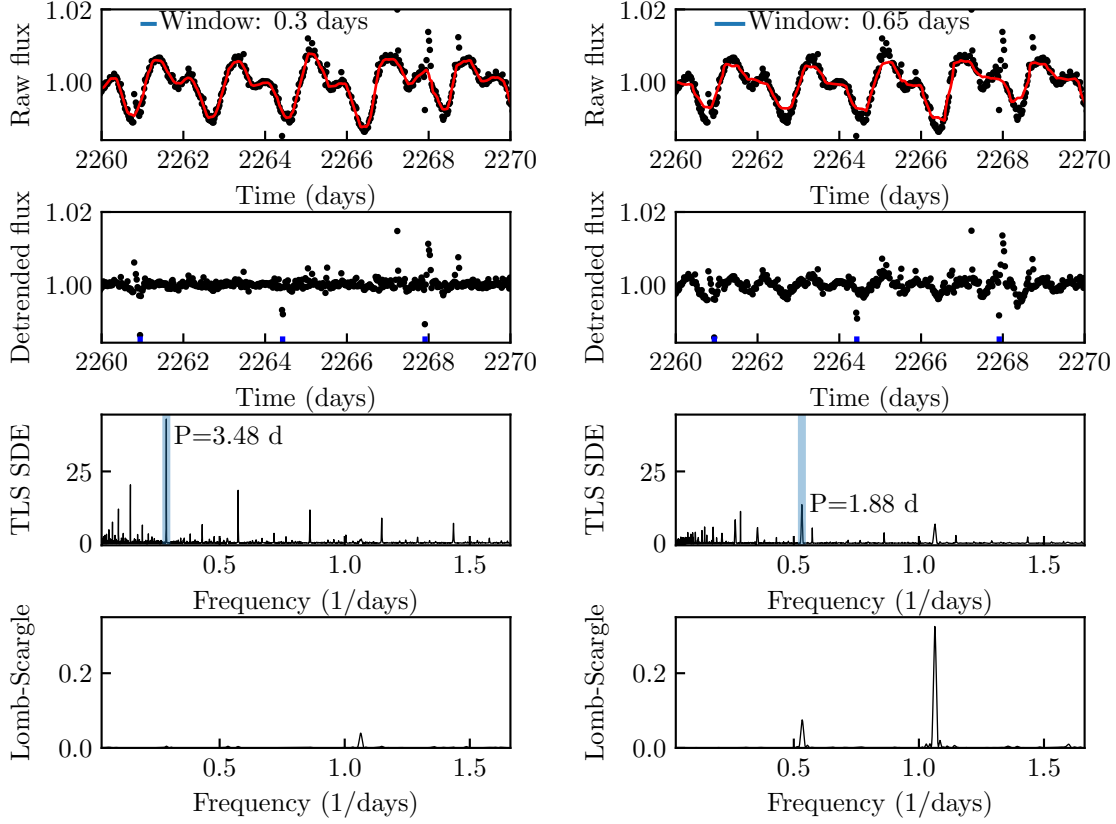 Window: 0.3 days
Raw flux
1.02
1.00
2260 2262 2264 2266 2268 2270
Time (days)
Detrended flux
1.02
1.00
2260 2262 2264 2266 2268 2270
Time (days)
TLS SDE
25
0
P=3.48 d
0.5 1.0 1.5
Frequency (1/days)
Lomb-Scargle
0.2
0.0
0.5 1.0 1.5
Frequency (1/days)
Window: 0.65 days
Raw flux
1.02
1.00
2260 2262 2264 2266 2268 2270
Time (days)
Detrended flux
1.02
1.00
2260 2262 2264 2266 2268 2270
Time (days)
TLS SDE
25
0
P=1.88 d
0.5 1.0 1.5
Frequency (1/days)
Lomb-Scargle
0.2
0.0
0.5 1.0 1.5
Frequency (1/days)